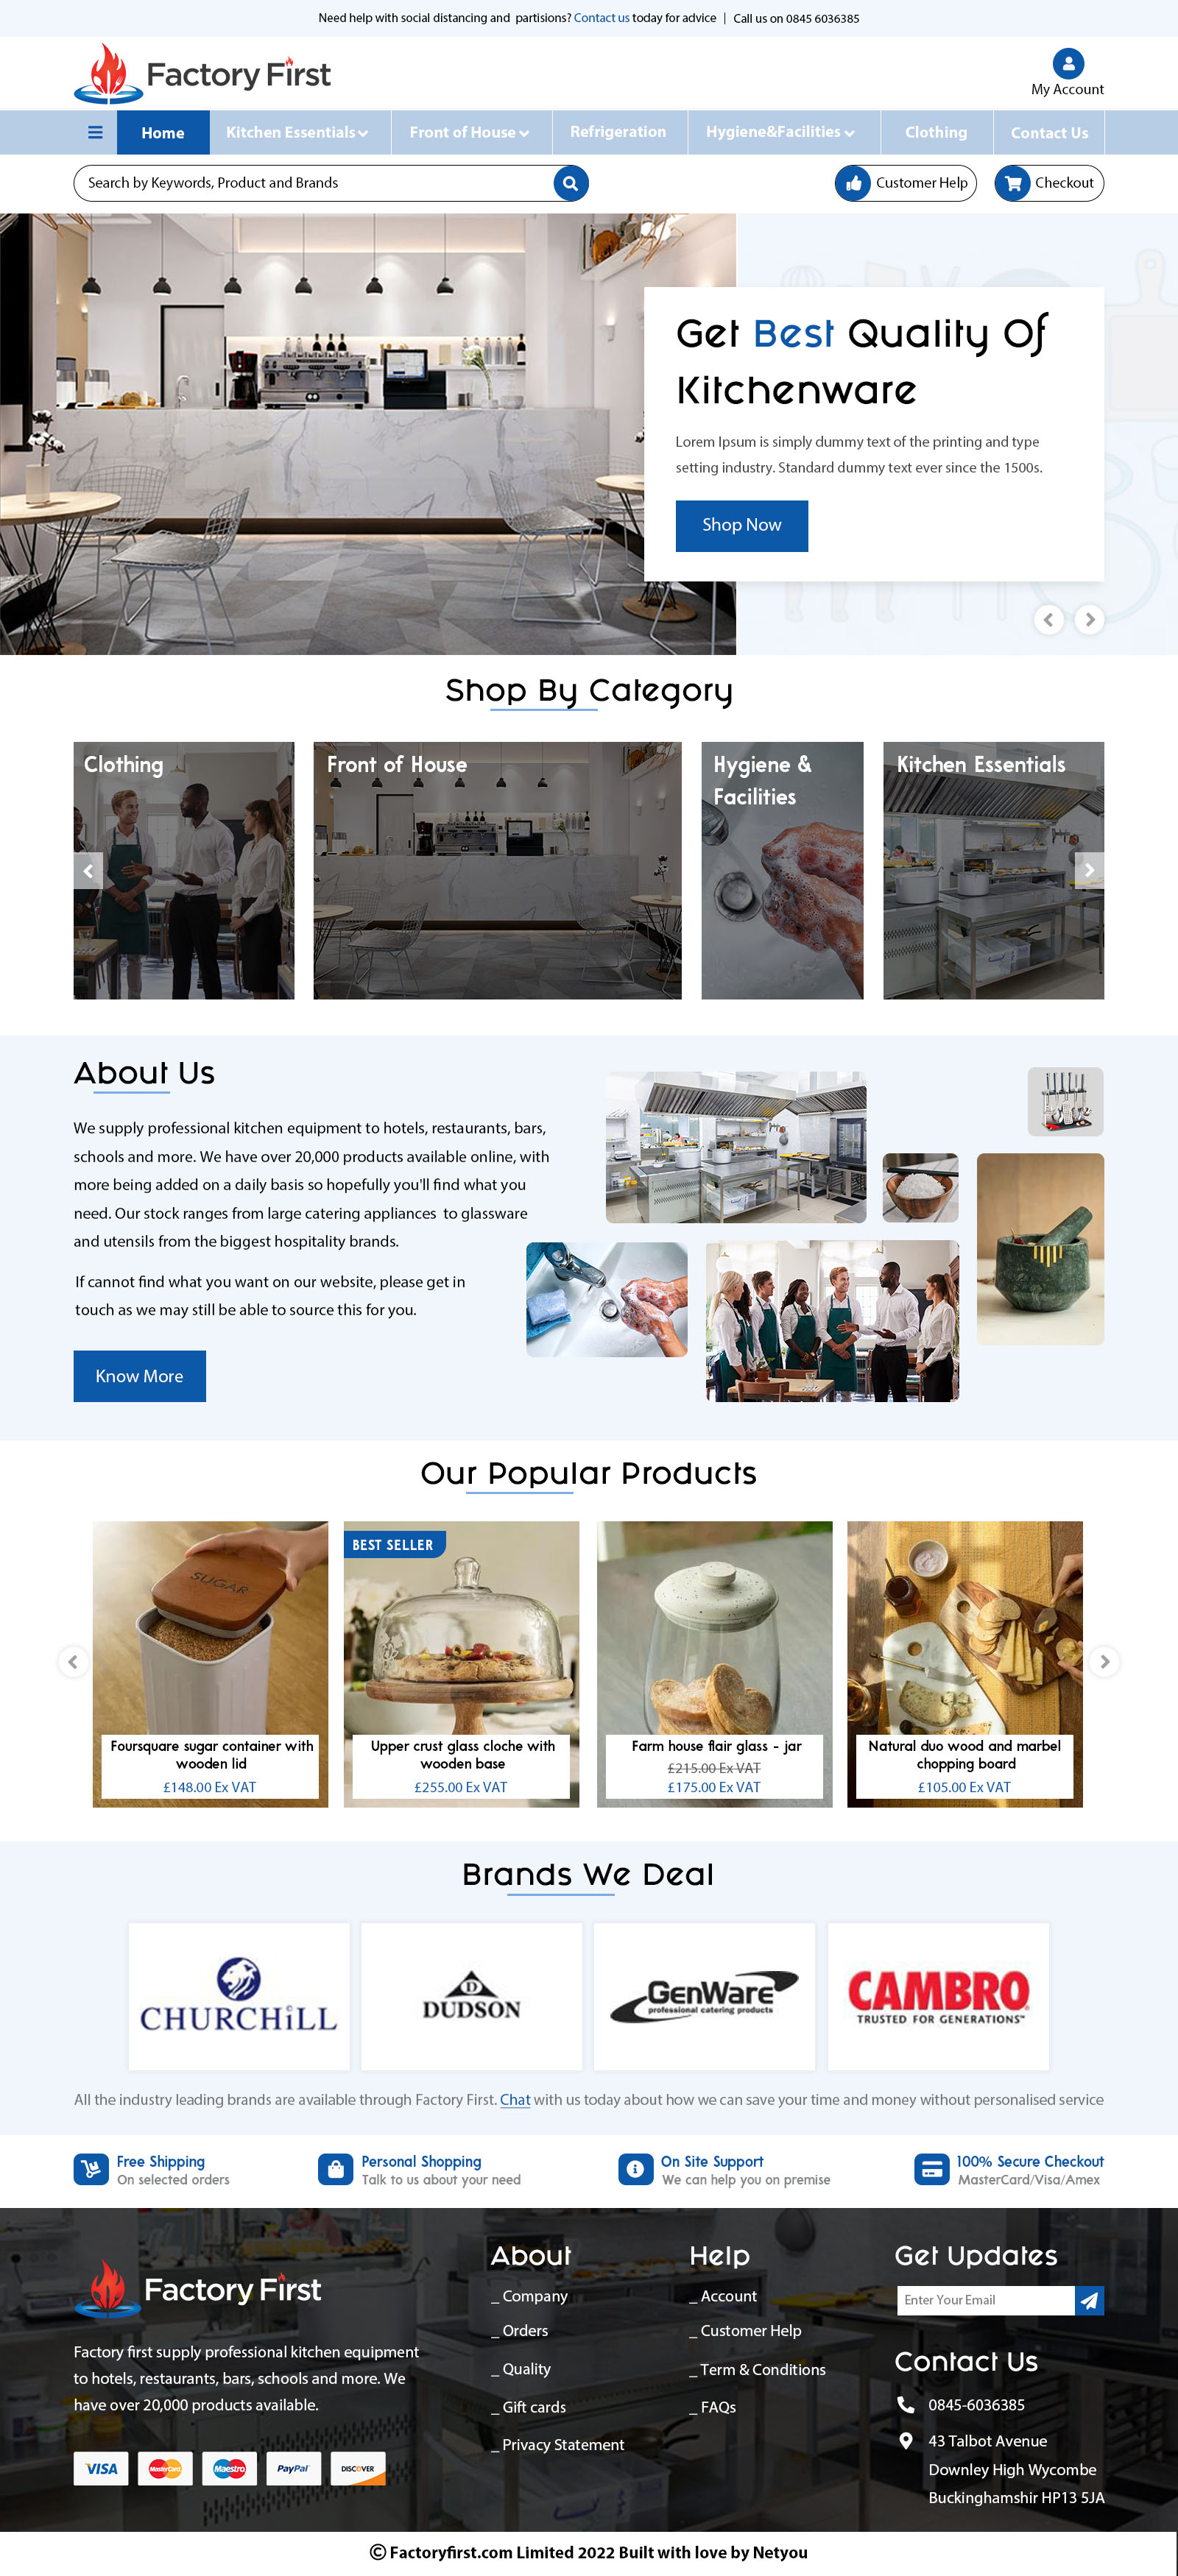 Need help with social distancing and partisions? Contact us today for advice | Call us on 0845 6036385
Factory First
My Account
Home
Kitchen Essentials
Front of House
Refrigeration
Hygiene&Facilities
Clothing
Contact Us
Search by Keywords, Product and Brands
Customer Help
Checkout
Get Best Quality Of
Kitchenware
Lorem Ipsum is simply dummy text of the printing and type
setting industry. Standard dummy text ever since the 1500s.
Shop Now
Shop By Category
Clothing
Front of House
Hygiene &
Facilities
Kitchen Essentials
About Us
We supply professional kitchen equipment to hotels, restaurants, bars,
schools and more. We have over 20,000 products available online, with
more being added on a daily basis so hopefully you'll find what you
need. Our stock ranges from large catering appliances to glassware
and utensils from the biggest hospitality brands.
If cannot find what you want on our website, please get in
touch as we may still be able to source this for you.
Know More
Our Popular Products
SUGAR
Foursquare sugar container with
wooden lid
£148.00 Ex VAT
BEST SELLER
Upper crust glass cloche with
wooden base
£255.00 Ex VAT
Farm house flair glass - jar
£215.00 Ex VAT
£175.00 Ex VAT
Natural duo wood and marbel
chopping board
£105.00 Ex VAT
Brands We Deal
CHURCHiLL
D
DUDSON
GenWare
professional catering products
CAMBRO
TRUSTED FOR GENERATIONS™
All the industry leading brands are available through Factory First. Chat with us today about how we can save your time and money without personalised service
Free Shipping
On selected orders
Personal Shopping
Talk to us about your need
On Site Support
We can help you on premise
100% Secure Checkout
MasterCard/Visa/Amex
Factory First
Factory first supply professional kitchen equipment
to hotels, restaurants, bars, schools and more. We
have over 20,000 products available.
VISA
MasterCard
Maestro
PayPal
DISCOVER
About
_ Company
_ Orders
_ Quality
_ Gift cards
_ Privacy Statement
Help
_ Account
_ Customer Help
_ Term & Conditions
_ FAQs
Get Updates
Enter Your Email
Contact Us
0845-6036385
43 Talbot Avenue
Downley High Wycombe
Buckinghamshir HP13 5JA
© Factoryfirst.com Limited 2022 Built with love by Netyou